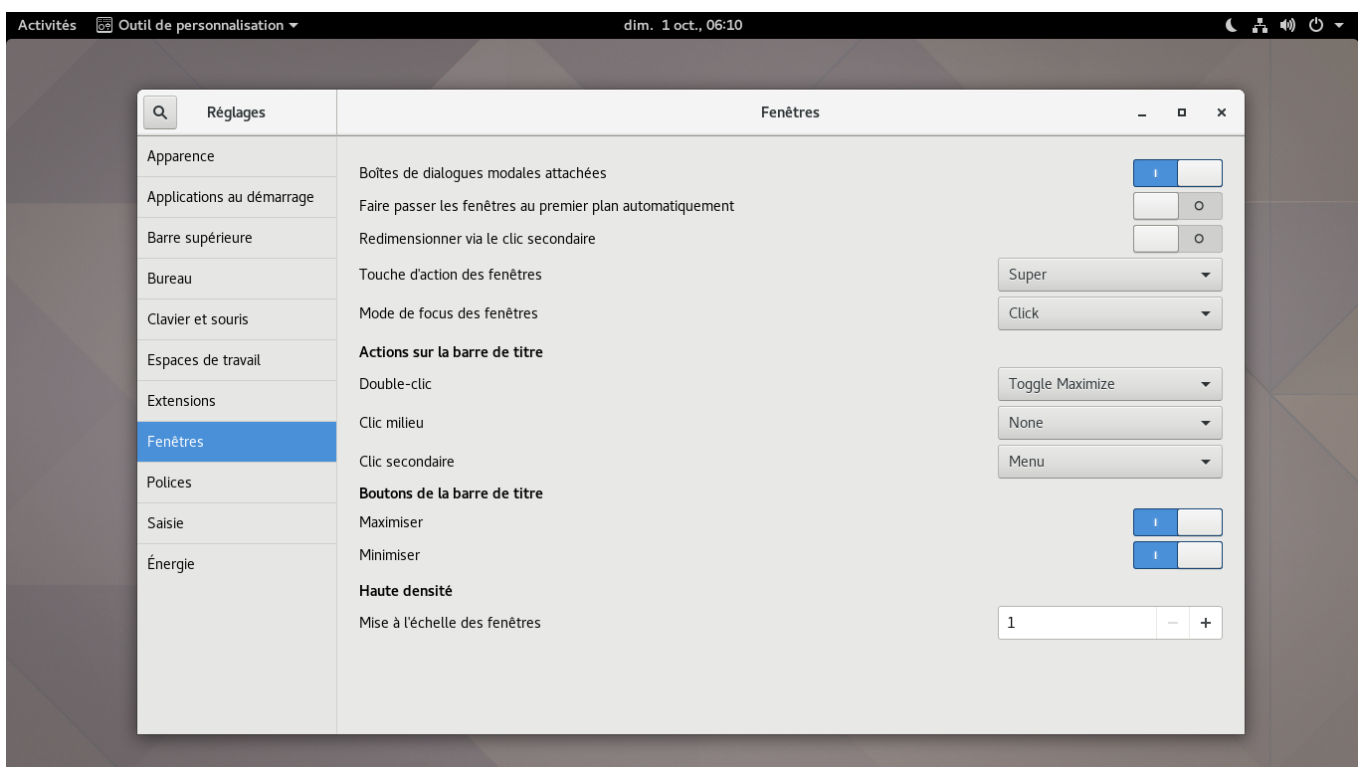 Activités Outil de personnalisation dim. 1 oct., 06:10
Réglages Fenêtres
Apparence
Applications au démarrage
Barre supérieure
Bureau
Clavier et souris
Espaces de travail
Extensions
Fenêtres
Polices
Saisie
Énergie
Boîtes de dialogues modales attachées
Faire passer les fenêtres au premier plan automatiquement
Redimensionner via le clic secondaire
Touche d'action des fenêtres Super
Mode de focus des fenêtres Click
Actions sur la barre de titre
Double-clic Toggle Maximize
Clic milieu None
Clic secondaire Menu
Boutons de la barre de titre
Maximiser
Minimiser
Haute densité
Mise à l'échelle des fenêtres 1